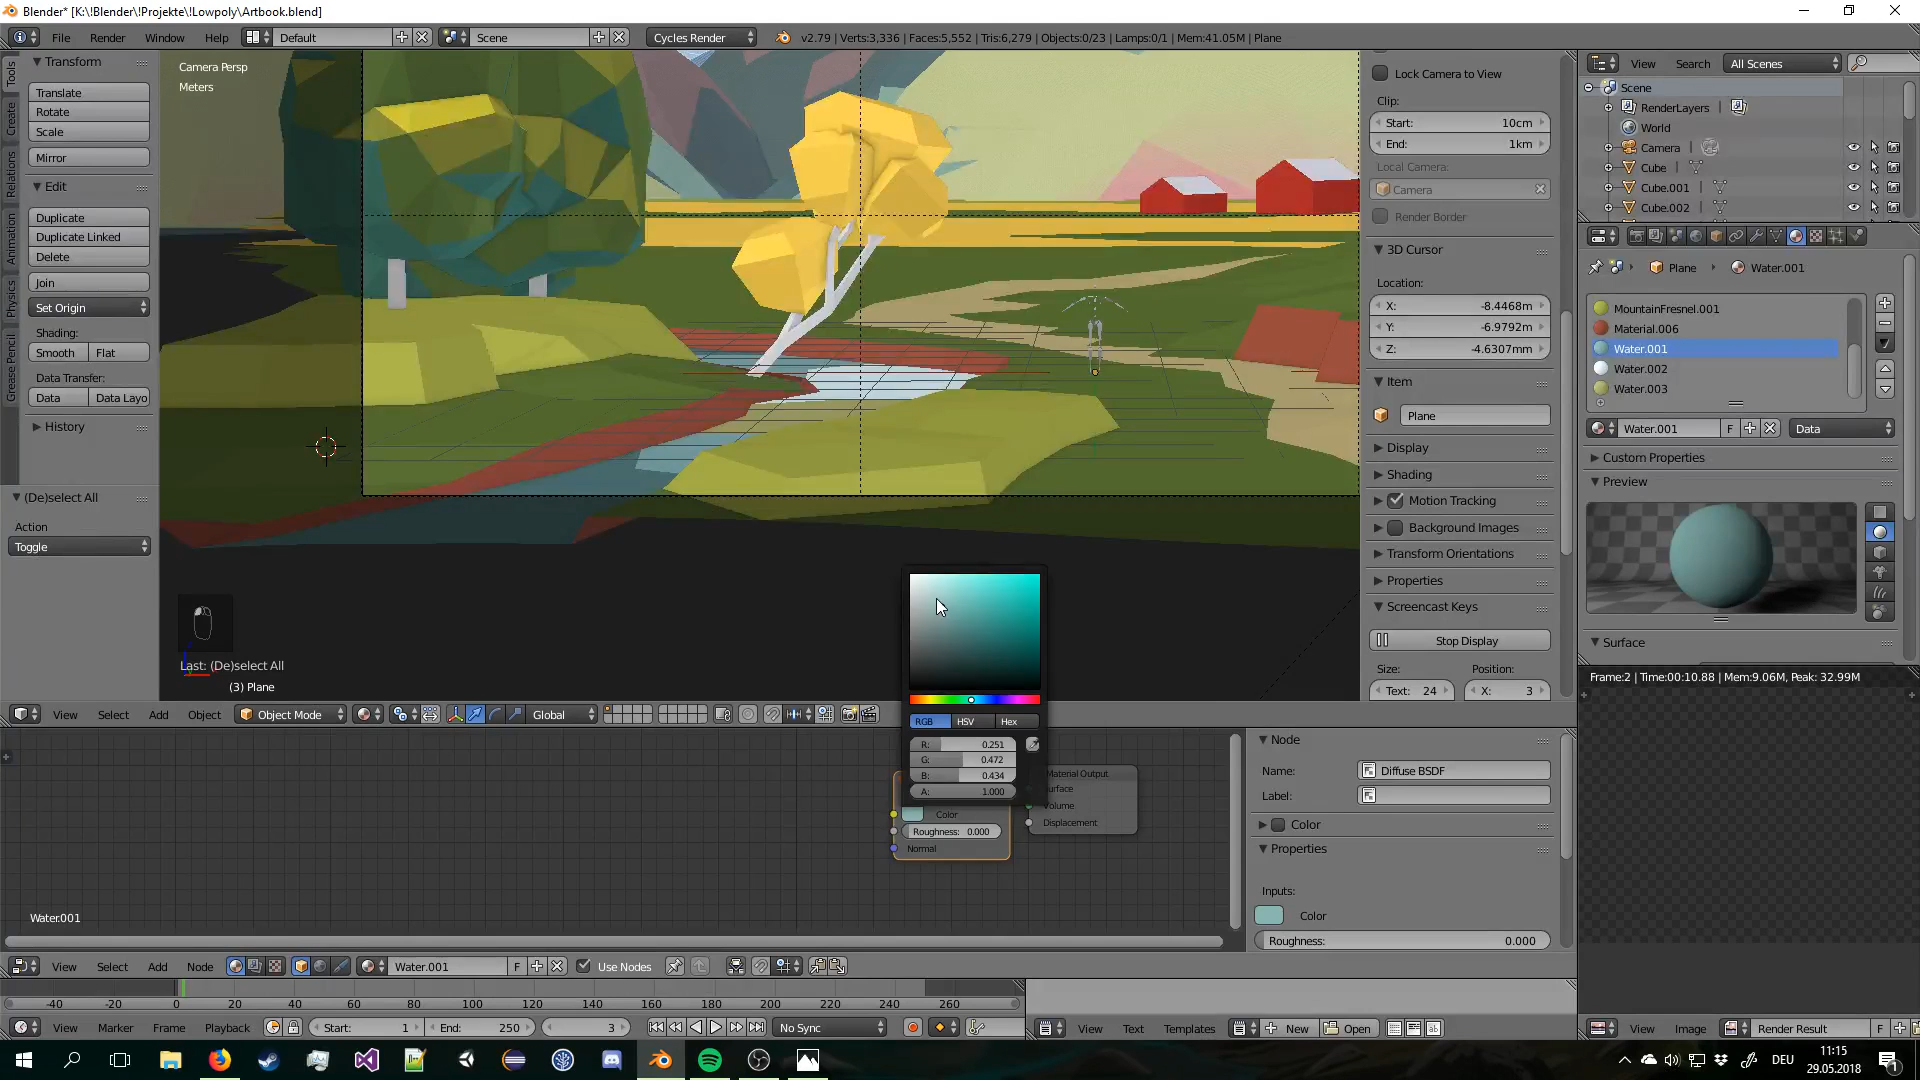 Blender* [K:\!Blender\!Projekte\!Lowpoly\Artbook.blend]
File Render Window Help Default Scene Cycles Render v2.79 | Verts:3,336 | Faces:5,552 | Tris:6,279 | Objects:0/23 | Lamps:0/1 | Mem:41.05M | Plane
Tools
Create
Relations
Animation
Physics
Grease Pencil
Transform
Translate
Rotate
Scale
Mirror
Edit
Duplicate
Duplicate Linked
Delete
Join
Set Origin
Shading:
Smooth Flat
Data Transfer:
Data Data Layo
History
(De)select All
Action
Toggle
Camera Persp
Meters
Last: (De)select All
(3) Plane
Lock Camera to View
Clip:
Start: 10cm
End: 1km
Local Camera:
Camera
Render Border
3D Cursor
Location:
X: -8.4468m
Y: -6.9792m
Z: -4.6307mm
Item
Plane
Display
Shading
Motion Tracking
Background Images
Transform Orientations
Properties
Screencast Keys
Stop Display
Size: Position:
Text: 24 X: 3
View Search All Scenes
Scene
RenderLayers
World
Camera
Cube
Cube.001
Cube.002
Plane Water.001
MountainFresnel.001
Material.006
Water.001
Water.002
Water.003
Water.001 F Data
Custom Properties
Preview
Surface
Frame:2 | Time:00:10.88 | Mem:9.06M, Peak: 32.99M
View Select Add Object Object Mode Global
RGB HSV Hex
R: 0.251
G: 0.472
B: 0.434
A: 1.000
Material Output
urface
Volume
Displacement
Color
Roughness: 0.000
Normal
Water.001
Node
Name: Diffuse BSDF
Label:
Color
Properties
Inputs:
Color
Roughness: 0.000
View Select Add Node Water.001 F Use Nodes
-40 -20 0 20 40 60 80 100 120 140 160 180 200 220 240 260
View Marker Frame Playback Start: 1 End: 250 3 No Sync
View Text Templates New Open
View Image Render Result F
DEU
11:15
29.05.2018
1